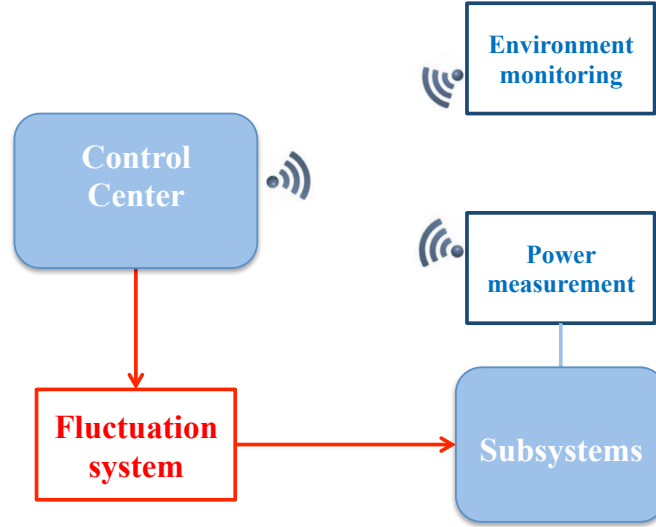 Environment
monitoring
Control
Center
Power
measurement
Fluctuation
system
Subsystems